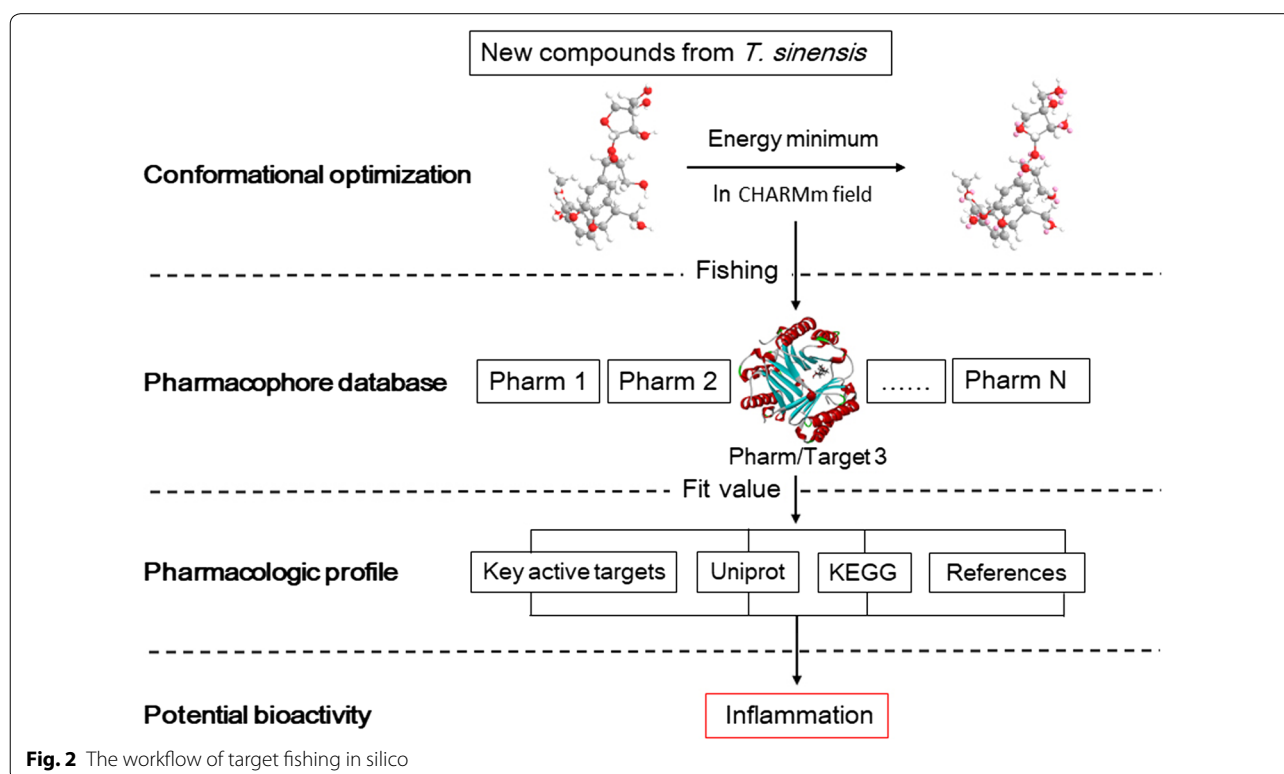 New compounds from T. sinensis
Conformational optimization
Energy minimum
In CHARMm field
Fishing
Pharmacophore database
Pharm 1
Pharm 2
......
Pharm N
Pharm/Target 3
Fit value
Pharmacologic profile
Key active targets
Uniprot
KEGG
References
Potential bioactivity
Inflammation
Fig. 2 The workflow of target fishing in silico